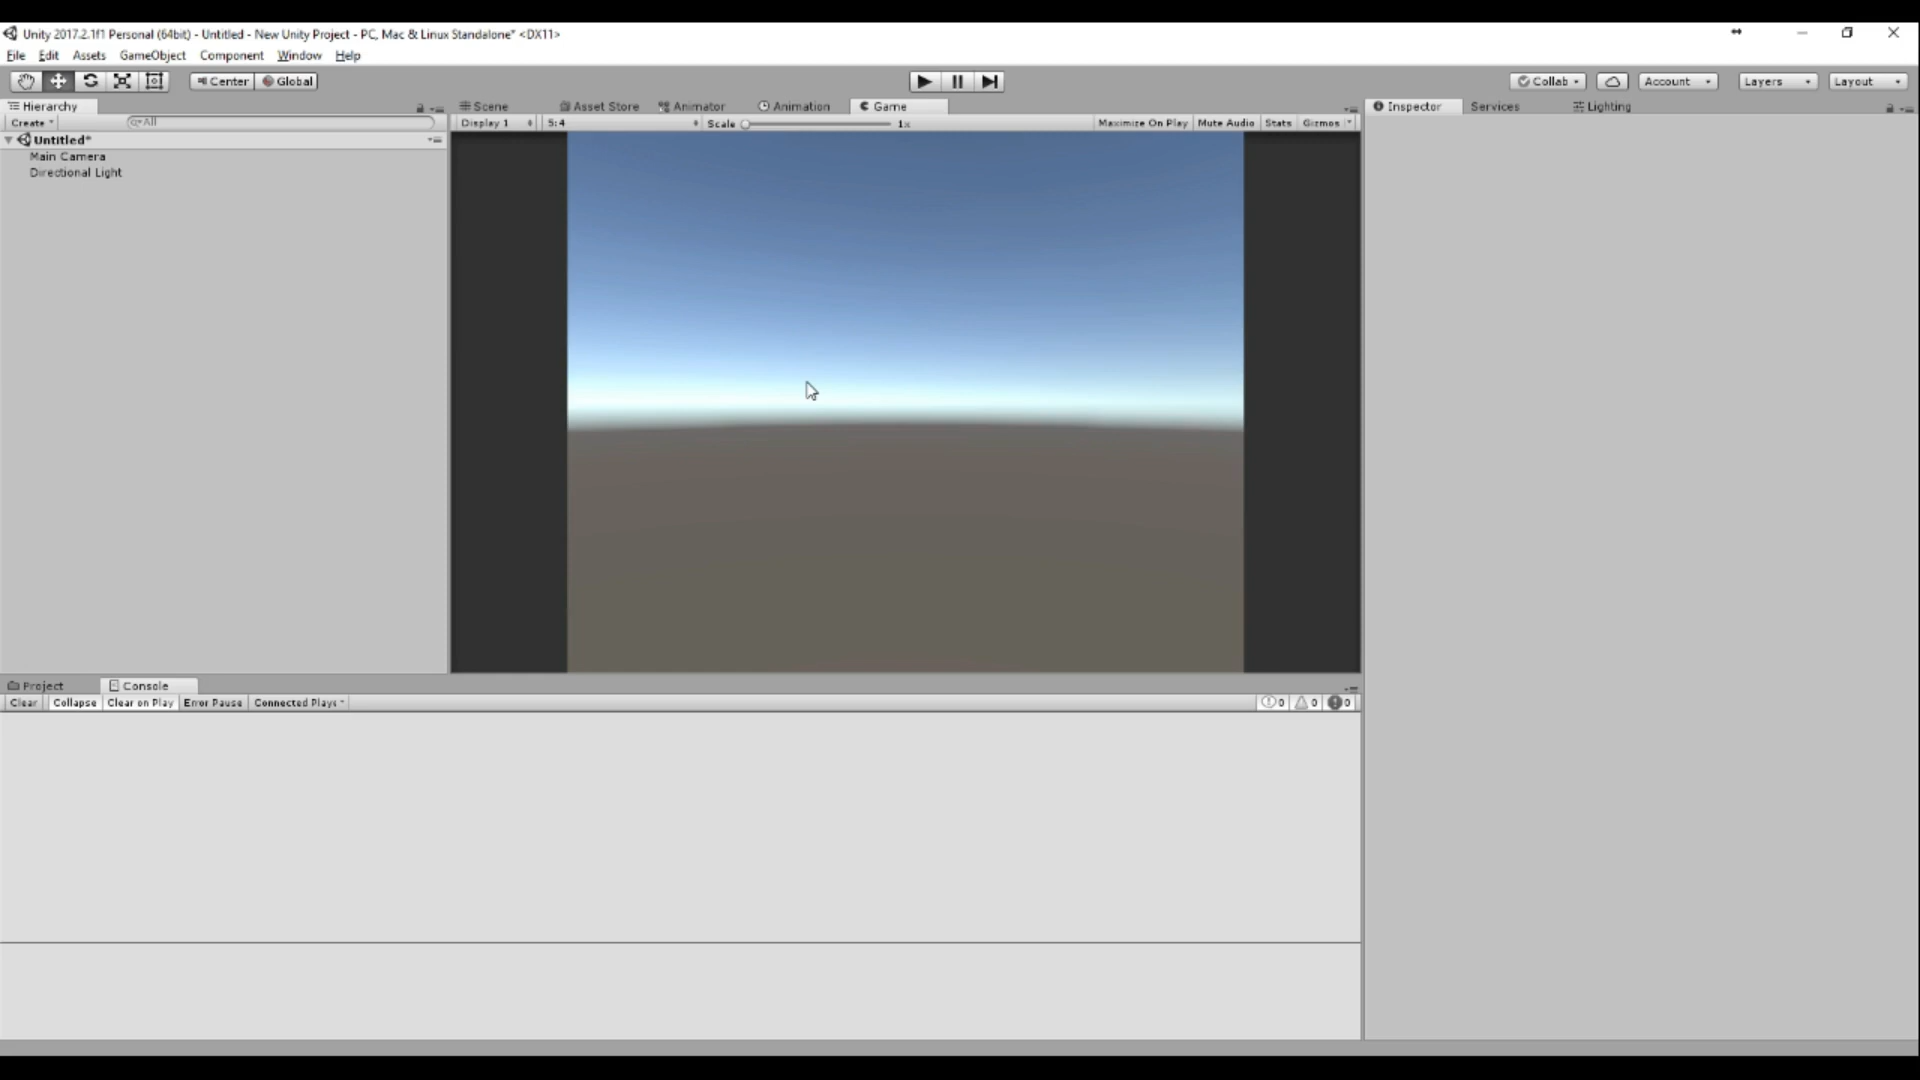 Unity 2017.2.1f1 Personal (64bit) - Untitled - New Unity Project - PC, Mac & Linux Standalone* <DX11>
File Edit Assets GameObject Component Window Help
Center Global Collab Account Layers Layout
Hierarchy Scene Asset Store Animator Animation Game Inspector Services Lighting
Create All Display 1 5:4 Scale 1x Maximize On Play Mute Audio Stats Gizmos
Untitled*
Main Camera
Directional Light
Project Console
Clear Collapse Clear on Play Error Pause Connected Playe 0 0 0